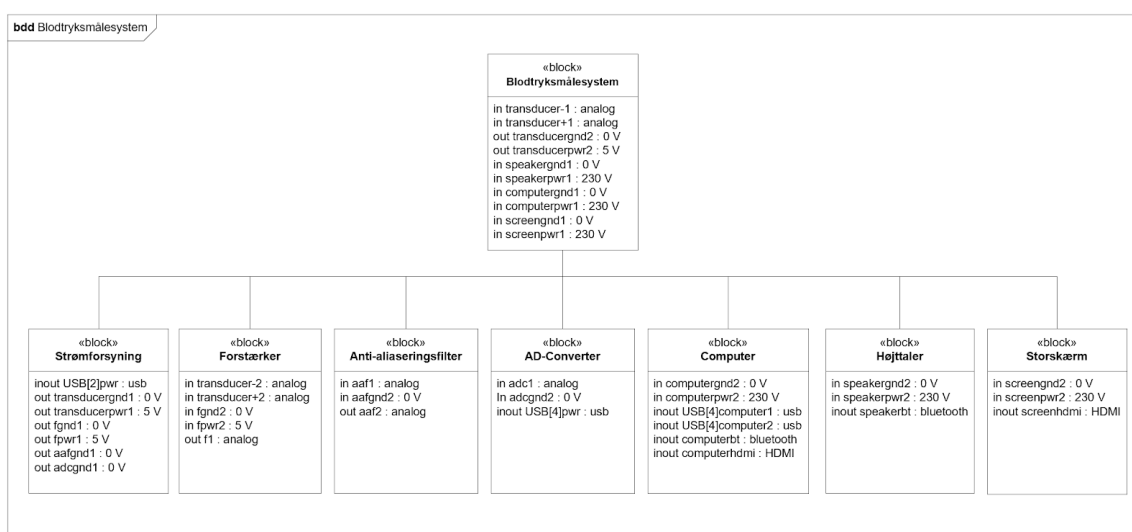 bdd Blodtryksmålesystem
«block»
Blodtryksmålesystem
in transducer-1 : analog
in transducer+1 : analog
out transducergnd2 : 0 V
out transducerpwr2 : 5 V
in speakergnd1 : 0 V
in speakerpwr1 : 230 V
in computergnd1 : 0 V
in computerpwr1 : 230 V
in screengnd1 : 0 V
in screenpwr1 : 230 V
«block»
Strømforsyning
inout USB[2]pwr : usb
out transducergnd1 : 0 V
out transducerpwr1 : 5 V
out fgnd1 : 0 V
out fpwr1 : 5 V
out aafgnd1 : 0 V
out adcgnd1 : 0 V
«block»
Forstærker
in transducer-2 : analog
in transducer+2 : analog
in fgnd2 : 0 V
in fpwr2 : 5 V
out f1 : analog
«block»
Anti-aliaseringsfilter
in aaf1 : analog
in aafgnd2 : 0 V
out aaf2 : analog
«block»
AD-Converter
in adc1 : analog
In adcgnd2 : 0 V
inout USB[4]pwr : usb
«block»
Computer
in computergnd2 : 0 V
in computerpwr2 : 230 V
inout USB[4]computer1 : usb
inout USB[4]computer2 : usb
inout computerbt : bluetooth
inout computerhdmi : HDMI
«block»
Højttaler
in speakergnd2 : 0 V
in speakerpwr2 : 230 V
inout speakerbt : bluetooth
«block»
Storskærm
in screengnd2 : 0 V
in screenpwr2 : 230 V
inout screenhdmi : HDMI